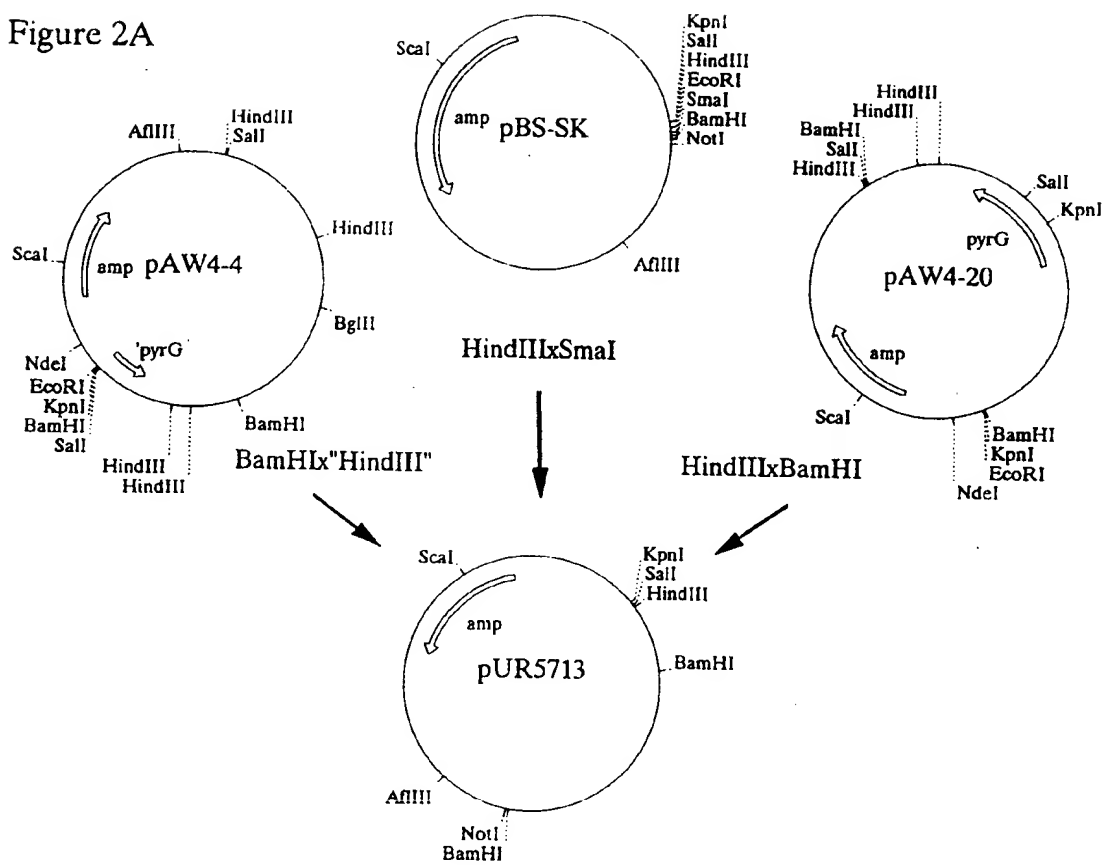 Figure 2A
ScaI
amp
pBS-SK
KpnI
SalI
HindIII
EcoRI
SmaI
BamHI
NotI
AflIII
AflIII
HindIII
SalI
HindIII
BglII
BamHI
HindIII
HindIII
SalI
BamHI
KpnI
EcoRI
NdeI
ScaI
amp
pAW4-4
'pyrG
HindIII
HindIII
BamHI
SalI
HindIII
SalI
KpnI
pyrG
pAW4-20
amp
ScaI
BamHI
KpnI
EcoRI
NdeI
BamHIx"HindIII"
HindIIIxSmaI
HindIIIxBamHI
ScaI
amp
pUR5713
KpnI
SalI
HindIII
BamHI
AflIII
NotI
BamHI